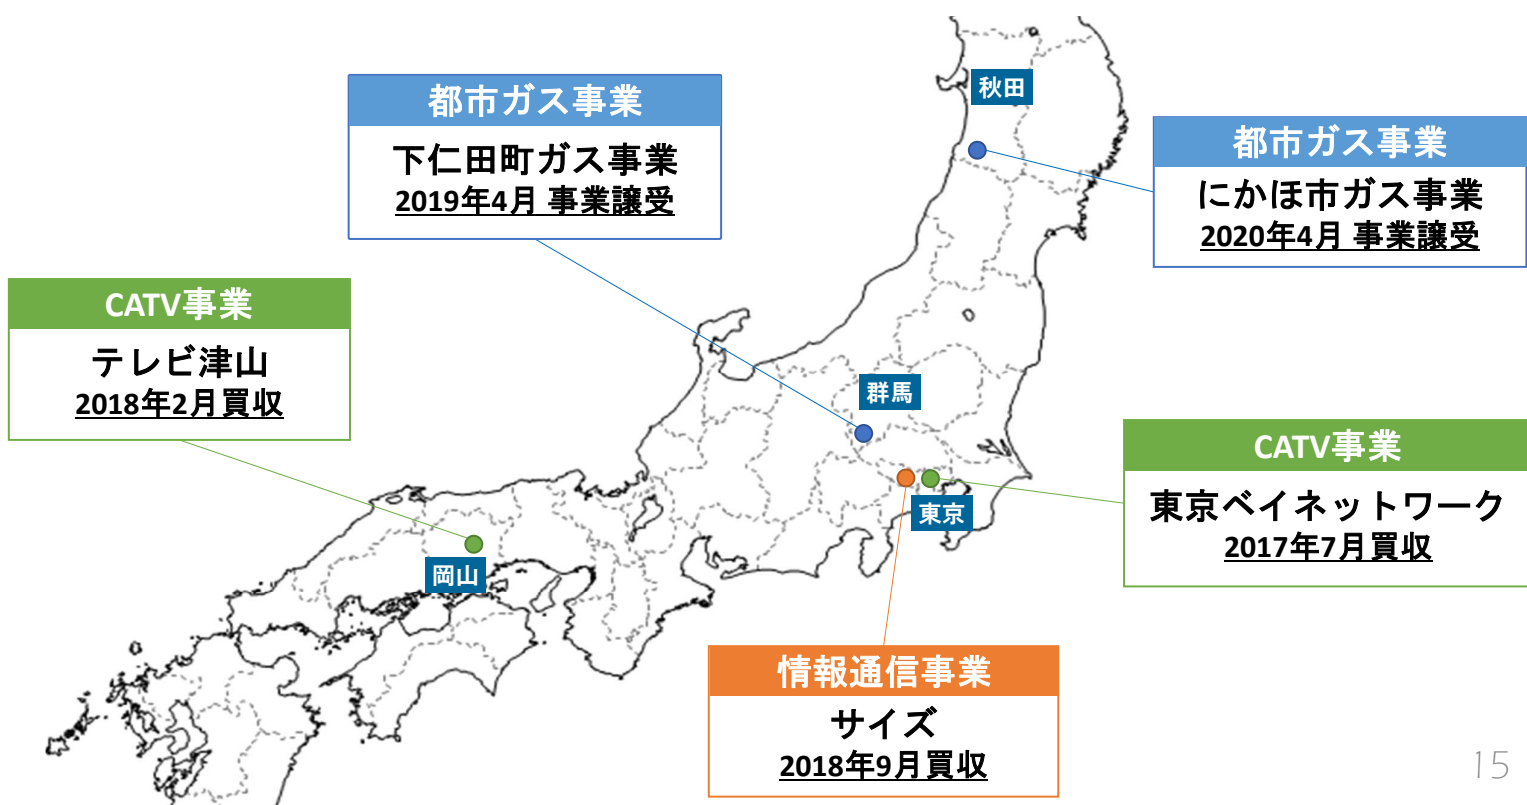 秋田
都市ガス事業
下仁田町ガス事業
2019年4月 事業譲受
都市ガス事業
にかほ市ガス事業
2020年4月 事業譲受
CATV事業
テレビ津山
2018年2月買収
群馬
CATV事業
東京ベイネットワーク
2017年7月買収
東京
岡山
情報通信事業
サイズ
2018年9月買収
15